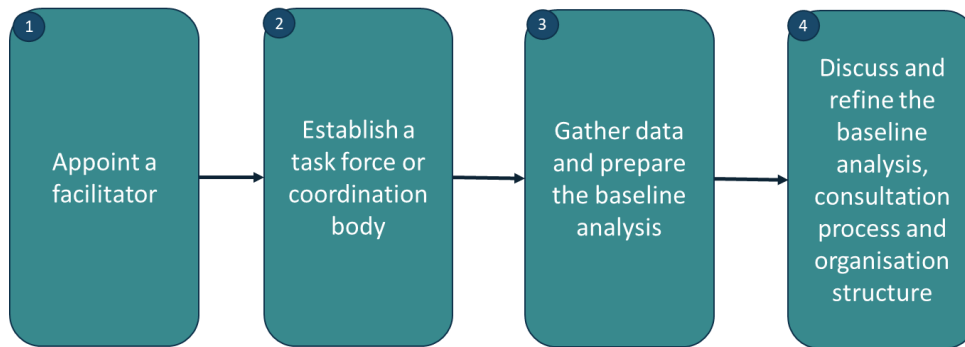 1
Appoint a
facilitator
2
Establish a
task force or
coordination
body
3
Gather data
and prepare
the baseline
analysis
4
Discuss and
refine the
baseline
analysis,
consultation
process and
organisation
structure